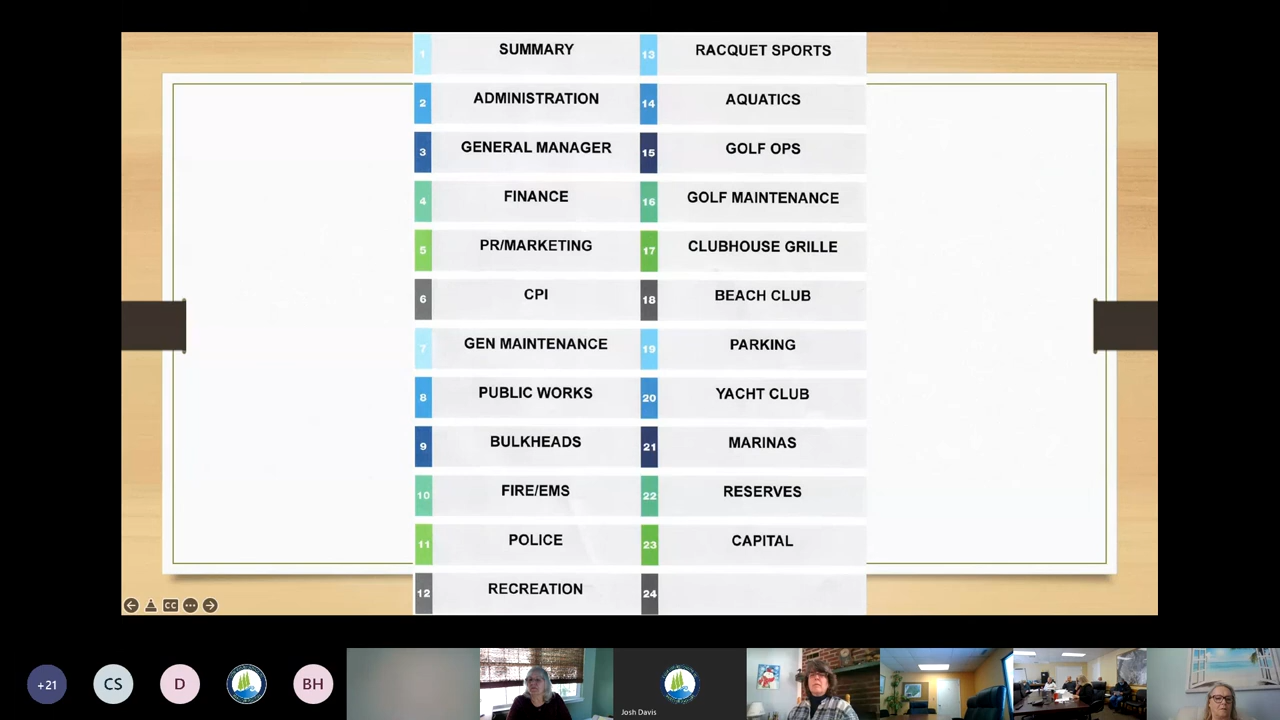 1 SUMMARY
2 ADMINISTRATION
3 GENERAL MANAGER
4 FINANCE
5 PR/MARKETING
6 CPI
7 GEN MAINTENANCE
8 PUBLIC WORKS
9 BULKHEADS
10 FIRE/EMS
11 POLICE
12 RECREATION
13 RACQUET SPORTS
14 AQUATICS
15 GOLF OPS
16 GOLF MAINTENANCE
17 CLUBHOUSE GRILLE
18 BEACH CLUB
19 PARKING
20 YACHT CLUB
21 MARINAS
22 RESERVES
23 CAPITAL
24
CC
+21
CS
D
BH
Josh Davis